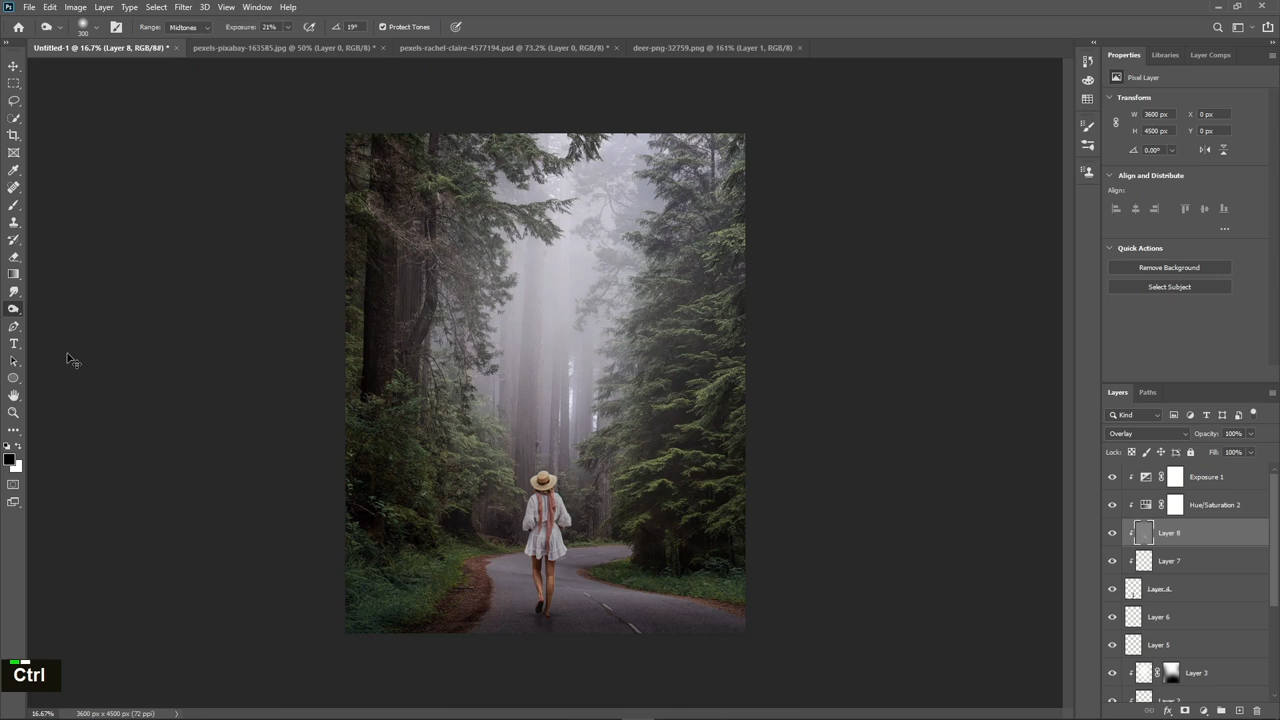 File Edit Image Layer Type Select Filter 3D View Window Help
300 Range: Midtones Exposure: 21% 19° Protect Tones
Untitled-1 @ 16.7% (Layer 8, RGB/8#) * × pexels-pixabay-163585.jpg @ 50% (Layer 0, RGB/8#) * × pexels-rachel-claire-4577194.psd @ 73.2% (Layer 0, RGB/8#) * × deer-png-32759.png @ 161% (Layer 1, RGB/8) ×
Properties Libraries Layer Comps
Pixel Layer
Transform
W 3600 px X 0 px
H 4500 px Y 0 px
0.00°
Align and Distribute
Align:
Quick Actions
Remove Background
Select Subject
Layers Paths
Kind
Overlay Opacity: 100%
Lock: Fill: 100%
Exposure 1
Hue/Saturation 2
Layer 8
Layer 7
Layer 4
Layer 6
Layer 5
Layer 3
Ctrl
16.67% 3600 px x 4500 px (72 ppi)